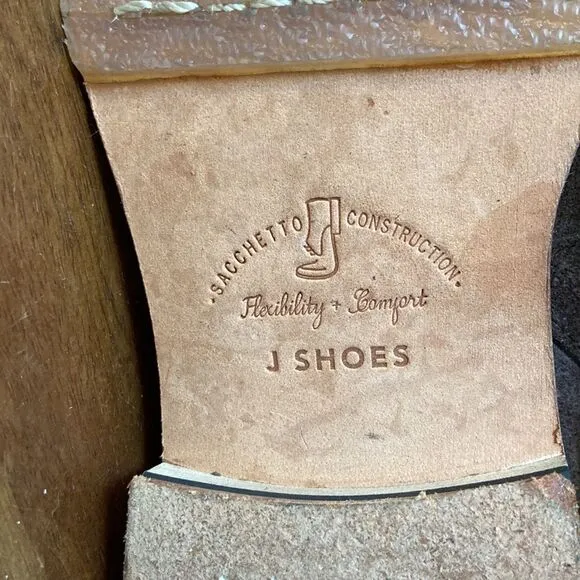 · SACCHETTO CONSTRUCTION ·
Flexibility + Comfort
J SHOES